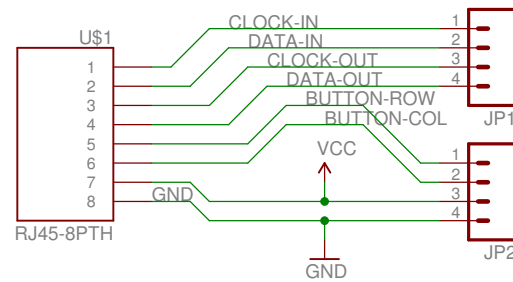 U$1
1
2
3
4
5
6
7
8
RJ45-8PTH
CLOCK-IN
DATA-IN
CLOCK-OUT
DATA-OUT
BUTTON-ROW
BUTTON-COL
VCC
GND
GND
1
2
3
4
JP1
1
2
3
4
JP2